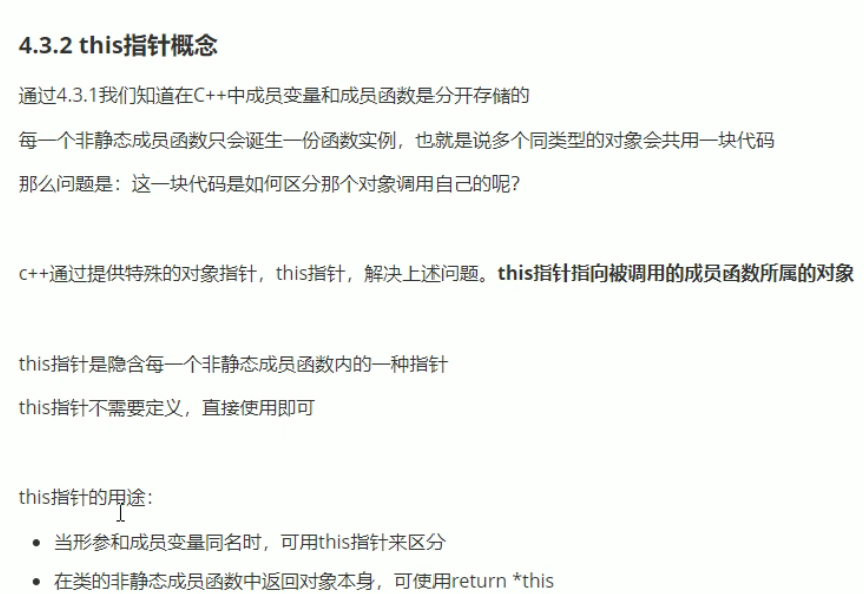 4.3.2 this指针概念
通过4.3.1我们知道在C++中成员变量和成员函数是分开存储的
每一个非静态成员函数只会诞生一份函数实例，也就是说多个同类型的对象会共用一块代码
那么问题是：这一块代码是如何区分那个对象调用自己的呢？
c++通过提供特殊的对象指针，this指针，解决上述问题。this指针指向被调用的成员函数所属的对象
this指针是隐含每一个非静态成员函数内的一种指针
this指针不需要定义，直接使用即可
this指针的用途：
• 当形参和成员变量同名时，可用this指针来区分
• 在类的非静态成员函数中返回对象本身，可使用return *this